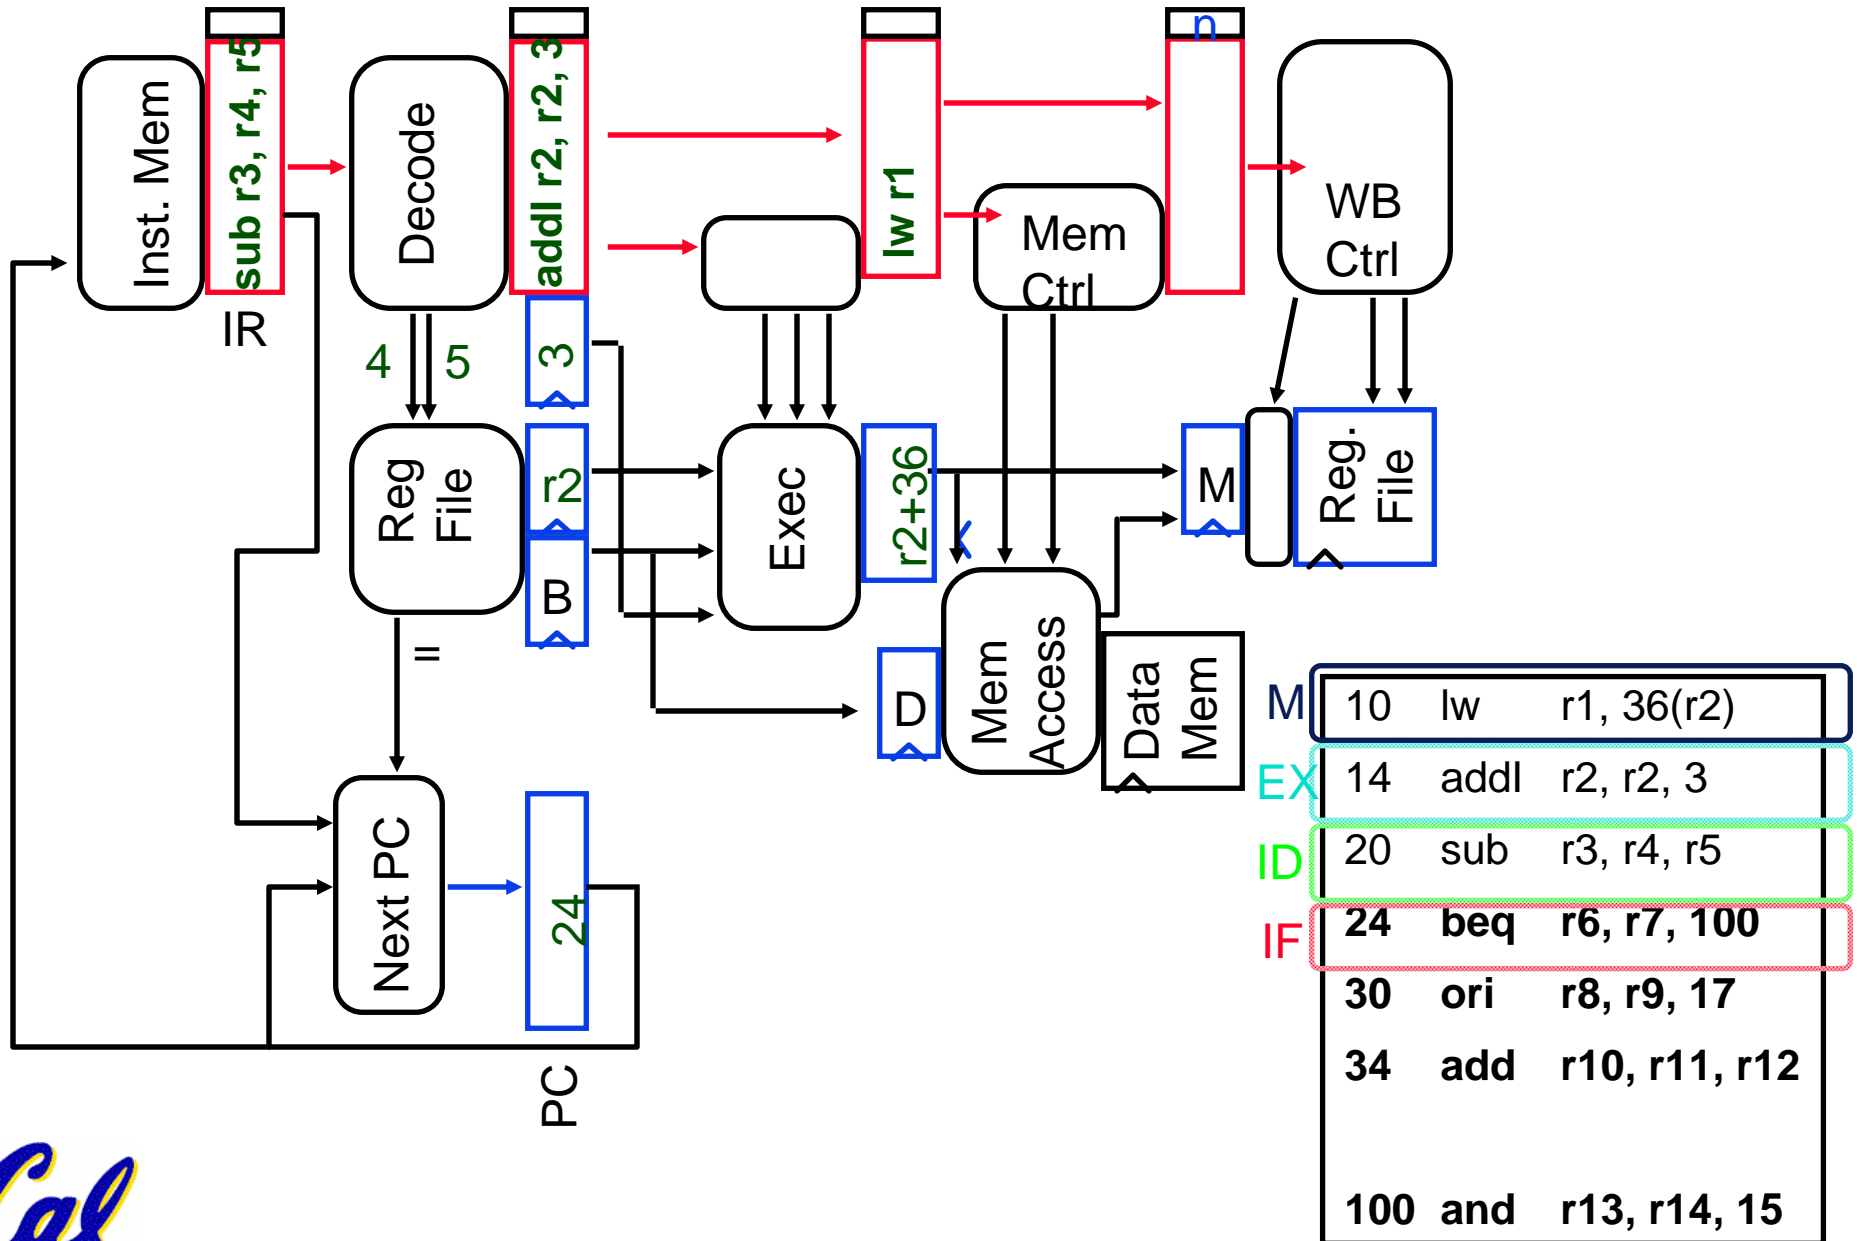 n
Inst. Mem
sub r3, r4, r5
Decode
addI r2, r2, 3
lw r1
Mem
Ctrl
WB
Ctrl
IR
4
5
3
Reg
File
r2
B
Exec
r2+36
M
Reg.
File
=
D
Mem
Access
Data
Mem
Next PC
24
PC
M
10 lw r1, 36(r2)
EX
14 addI r2, r2, 3
ID
20 sub r3, r4, r5
IF
24 beq r6, r7, 100
30 ori r8, r9, 17
34 add r10, r11, r12
100 and r13, r14, 15
Cal